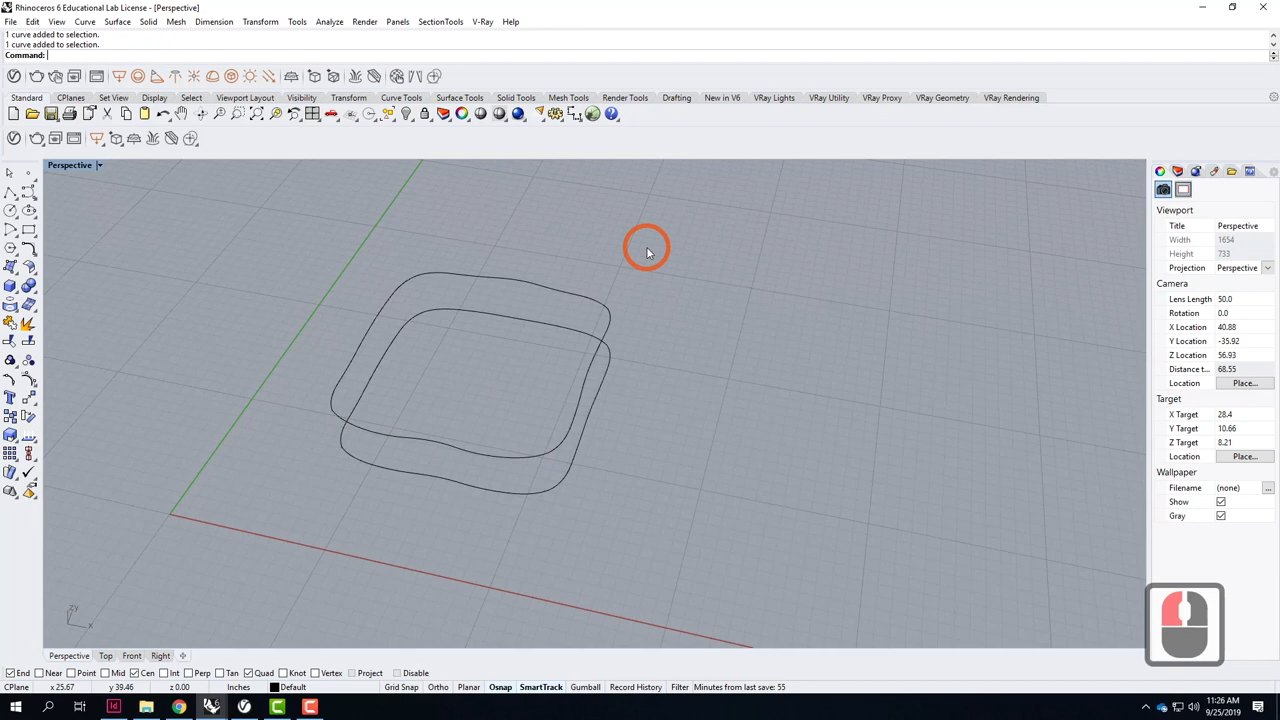 Rhinoceros 6 Educational Lab License - [Perspective]
File Edit View Curve Surface Solid Mesh Dimension Transform Tools Analyze Render Panels SectionTools V-Ray Help
1 curve added to selection.
1 curve added to selection.
Command:
Standard CPlanes Set View Display Select Viewport Layout Visibility Transform Curve Tools Surface Tools Solid Tools Mesh Tools Render Tools Drafting New in V6 VRay Lights VRay Utility VRay Proxy VRay Geometry VRay Rendering
Perspective
Viewport
Title Perspective
Width 1654
Height 733
Projection Perspective
Camera
Lens Length 50.0
Rotation 0.0
X Location 40.88
Y Location -35.92
Z Location 56.93
Distance t... 68.55
Location Place...
Target
X Target 28.4
Y Target 10.66
Z Target 8.21
Location Place...
Wallpaper
Filename (none) ...
Show
Gray
zy
x
Perspective Top Front Right
End Near Point Mid Cen Int Perp Tan Quad Knot Vertex Project Disable
CPlane x 25.67 y 39.46 z 0.00 Inches Default Grid Snap Ortho Planar Osnap SmartTrack Gumball Record History Filter Minutes from last save: 55
11:26 AM
9/25/2019